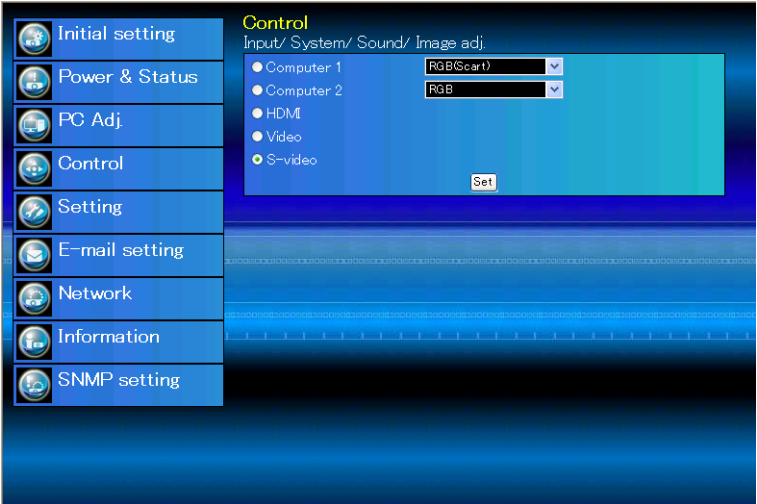 Initial setting
Power & Status
PC Adj.
Control
Setting
E-mail setting
Network
Information
SNMP setting
Control
Input/ System/ Sound/ Image adj.
Computer 1 RGB(Scart)
Computer 2 RGB
HDMI
Video
S-video
Set